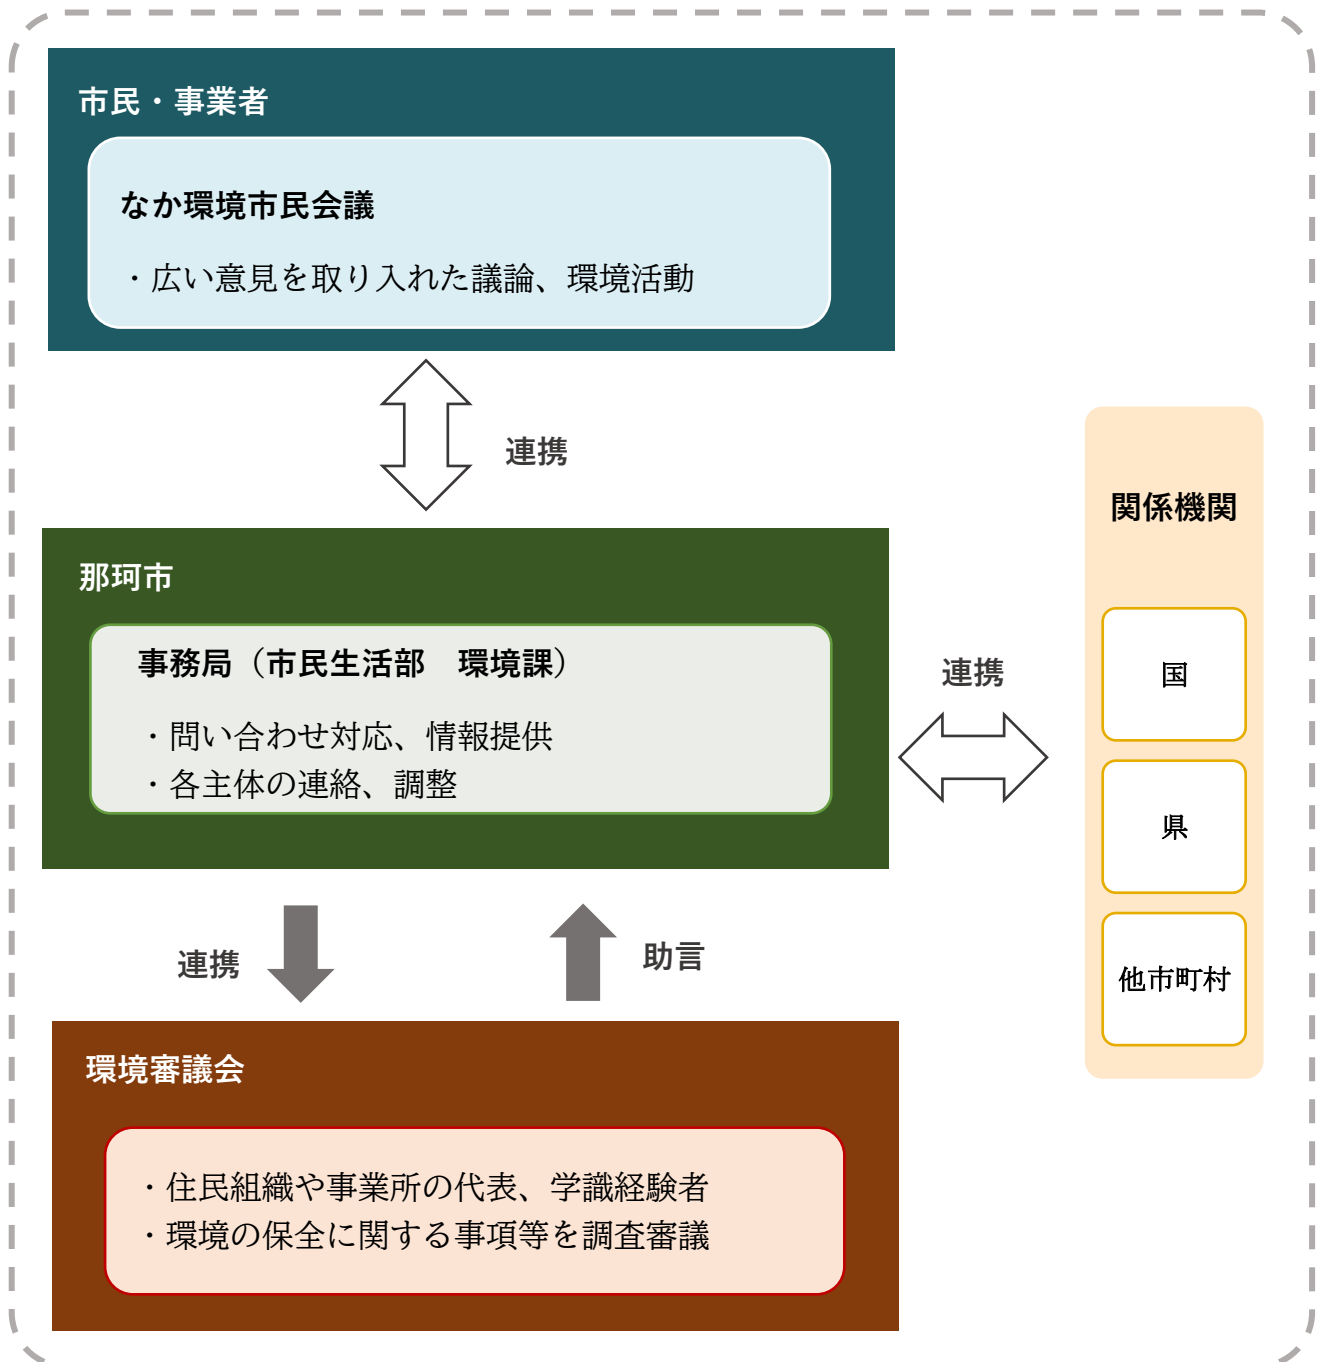 市民・事業者
なか環境市民会議
・広い意見を取り入れた議論、環境活動
連携
那珂市
事務局（市民生活部　環境課）
・問い合わせ対応、情報提供
・各主体の連絡、調整
連携
関係機関
国
県
他市町村
連携
助言
環境審議会
・住民組織や事業所の代表、学識経験者
・環境の保全に関する事項等を調査審議